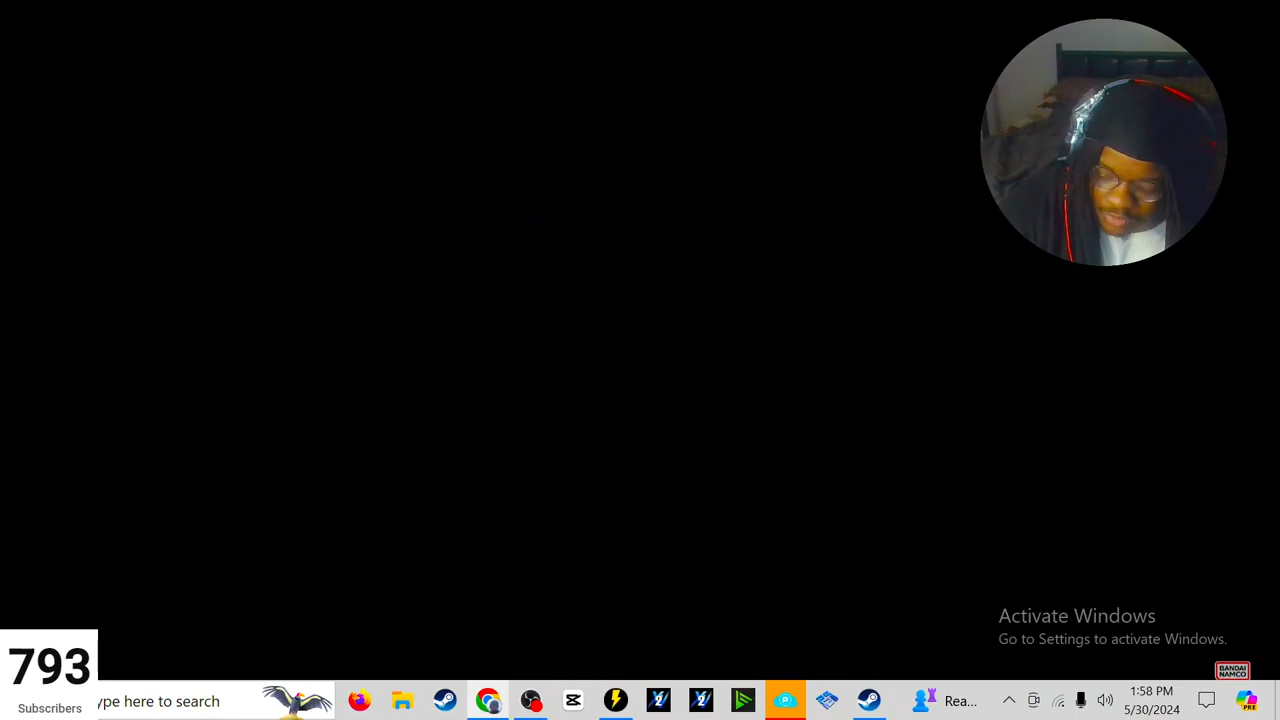 Activate Windows
Go to Settings to activate Windows.
BANDAI
NAMCO
793
Subscribers
ype here to search
Rea...
1:58 PM
5/30/2024
PRE